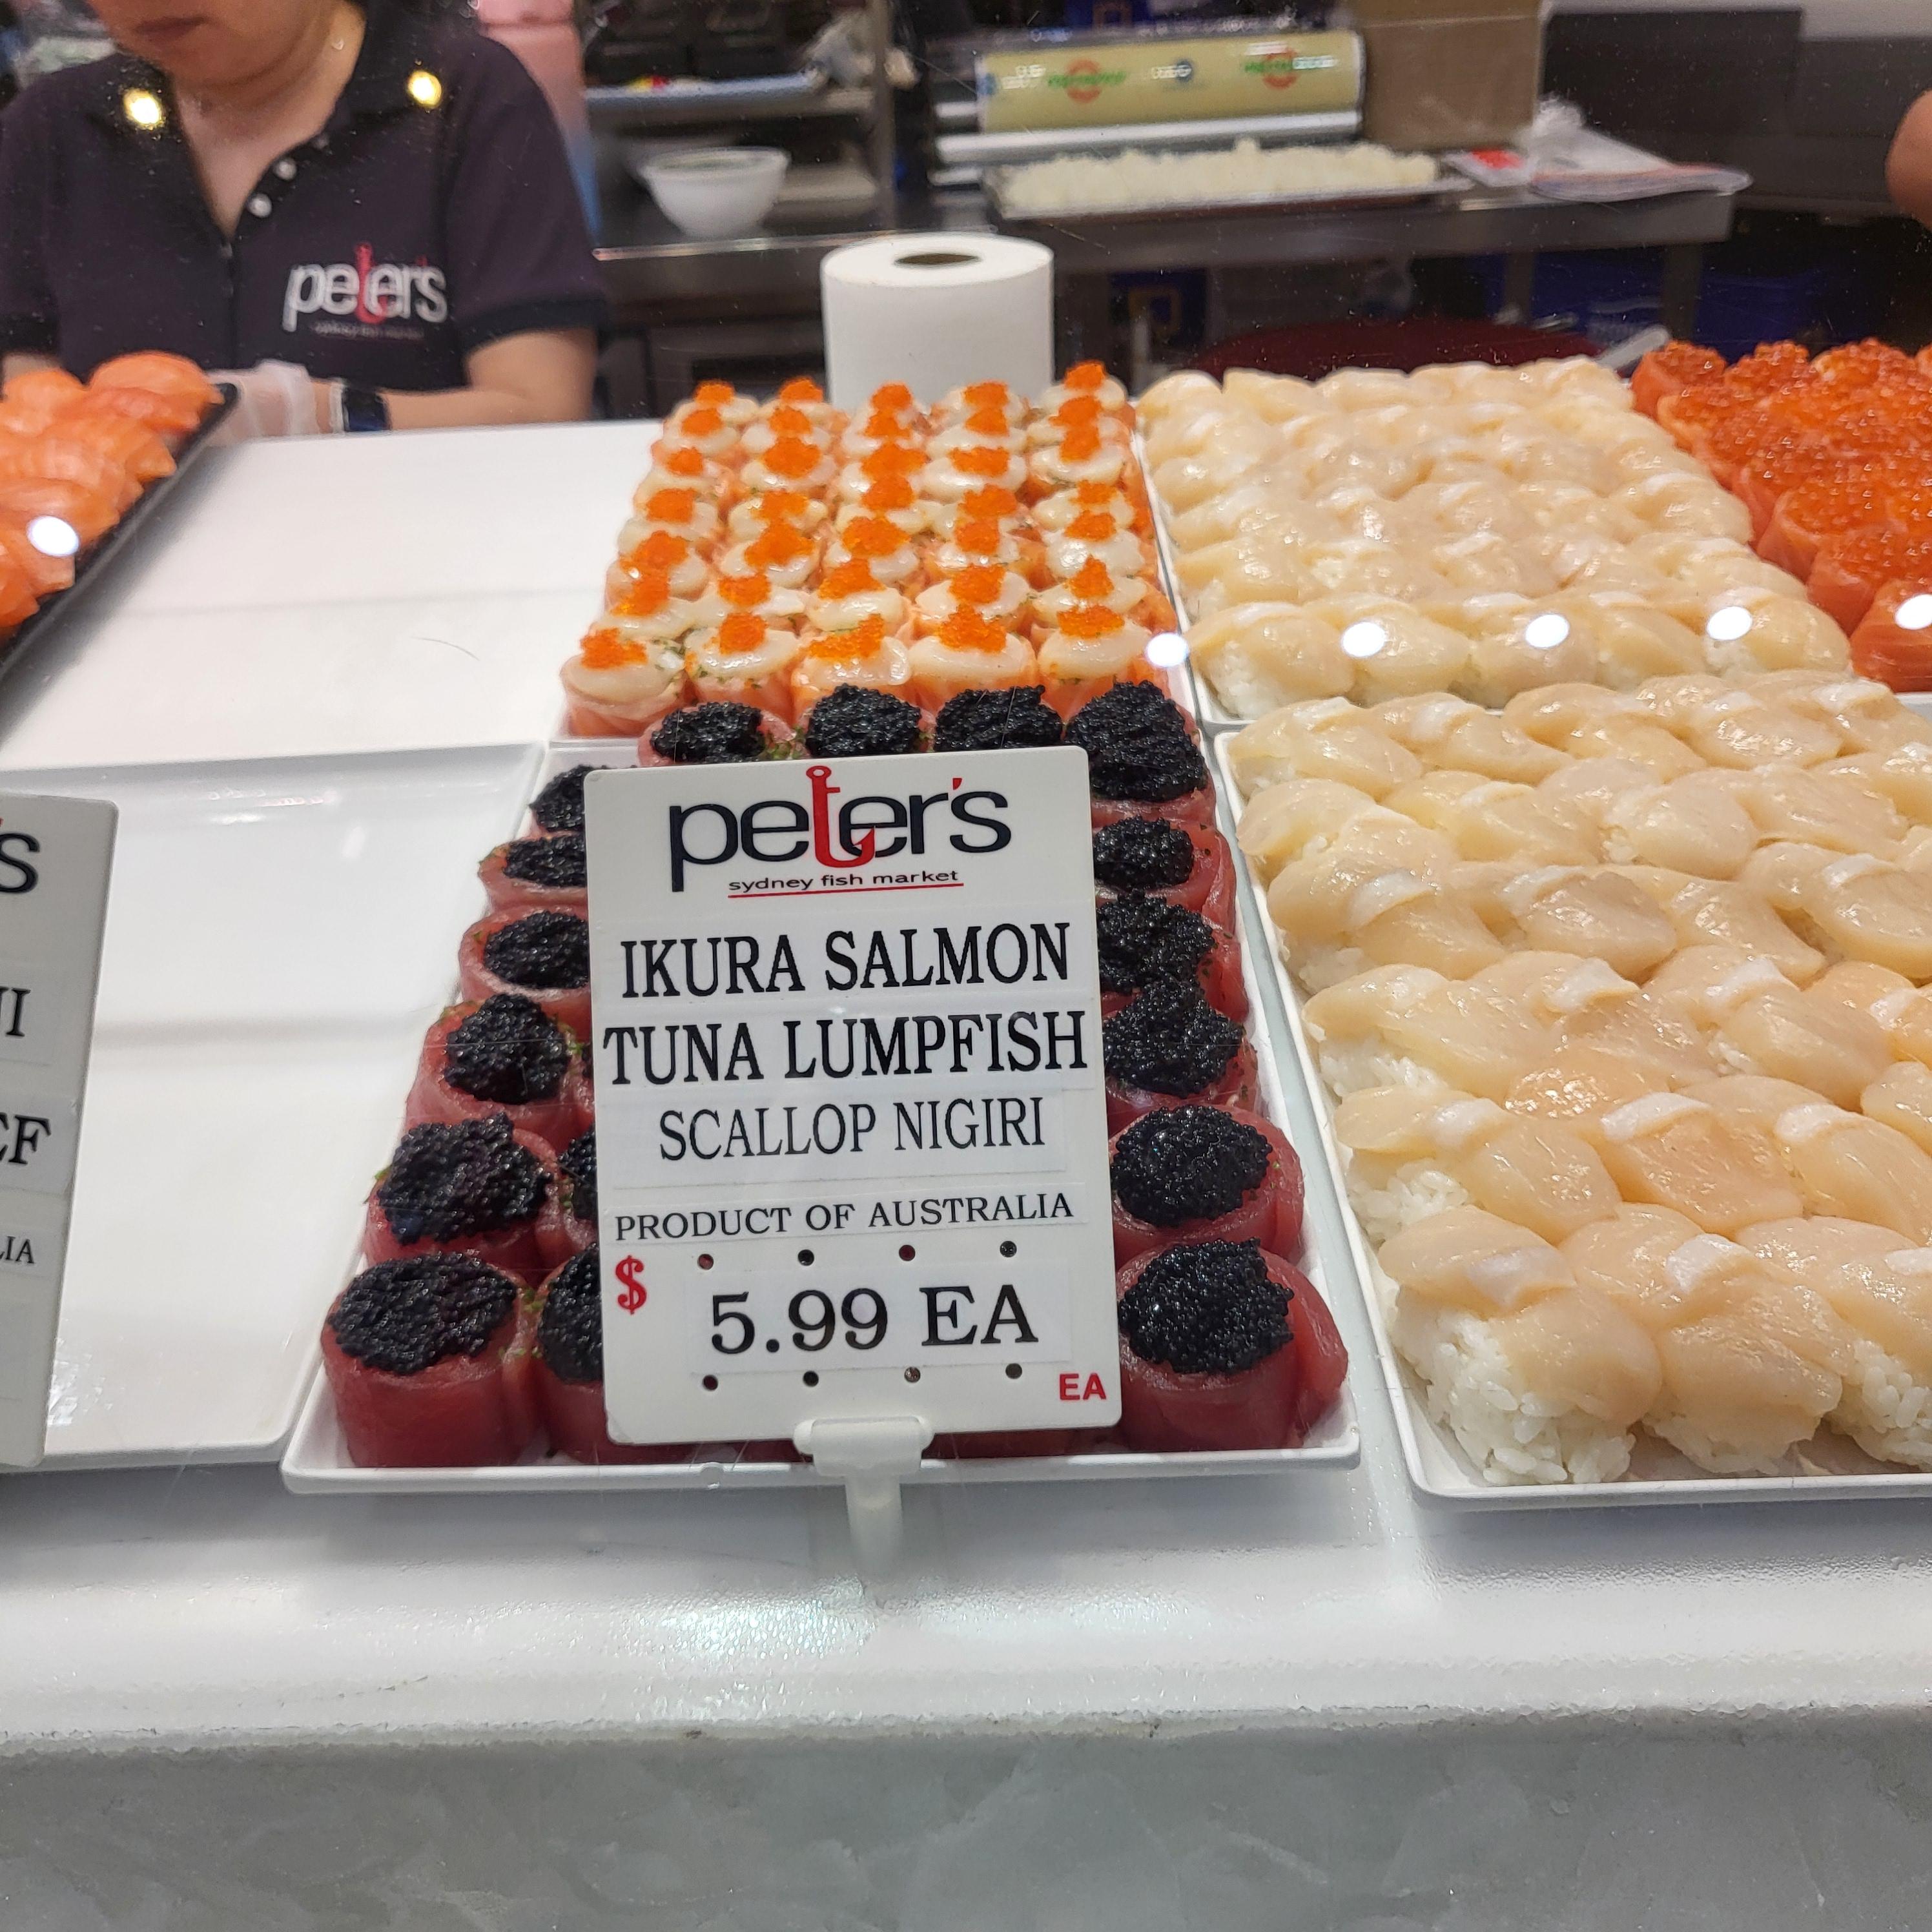 peter's
peter's
sydney fish market
IKURA SALMON
TUNA LUMPFISH
SCALLOP NIGIRI
PRODUCT OF AUSTRALIA
$
5.99 EA
EA